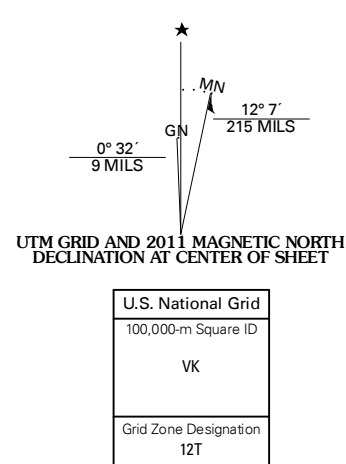 MN
12° 7´
215 MILS
GN
0° 32´
9 MILS
UTM GRID AND 2011 MAGNETIC NORTH
DECLINATION AT CENTER OF SHEET
U.S. National Grid
100,000-m Square ID
VK
Grid Zone Designation
12T